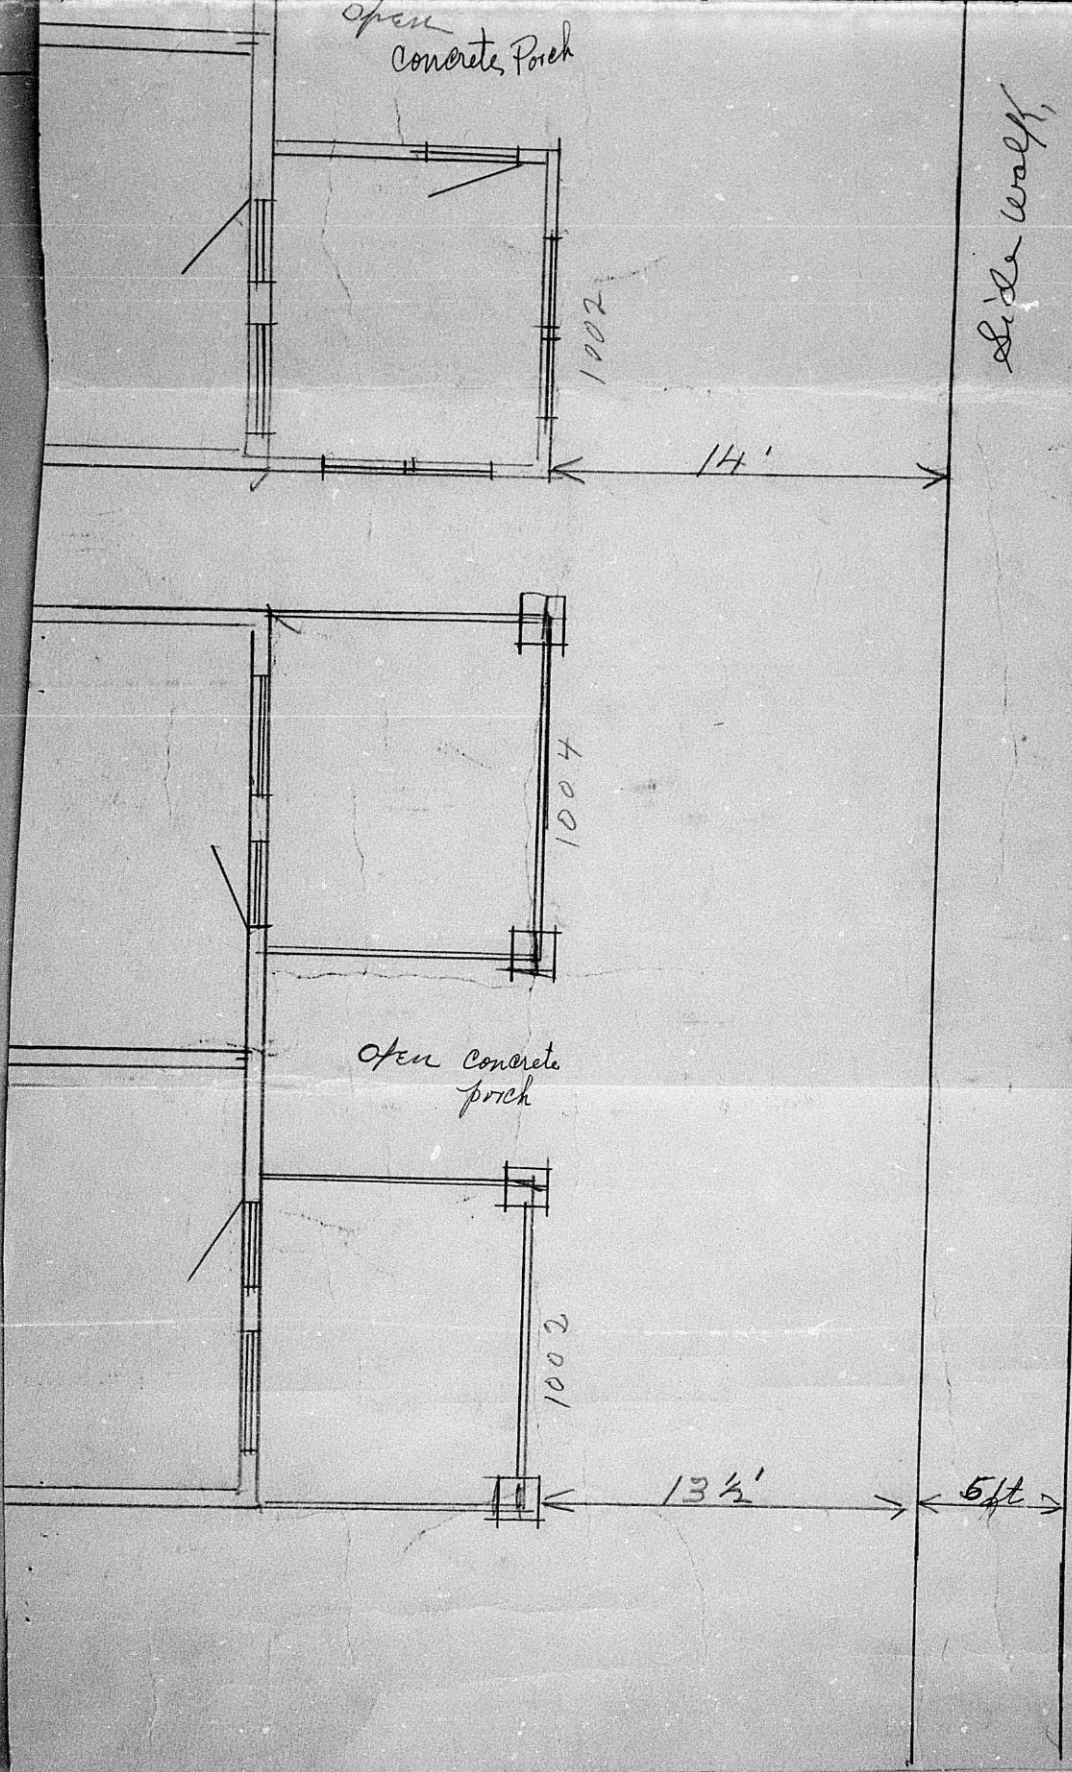 open
concrete Porch
Side walk,
1002
14'
1004
open concrete
porch
1002
13½'
5ft